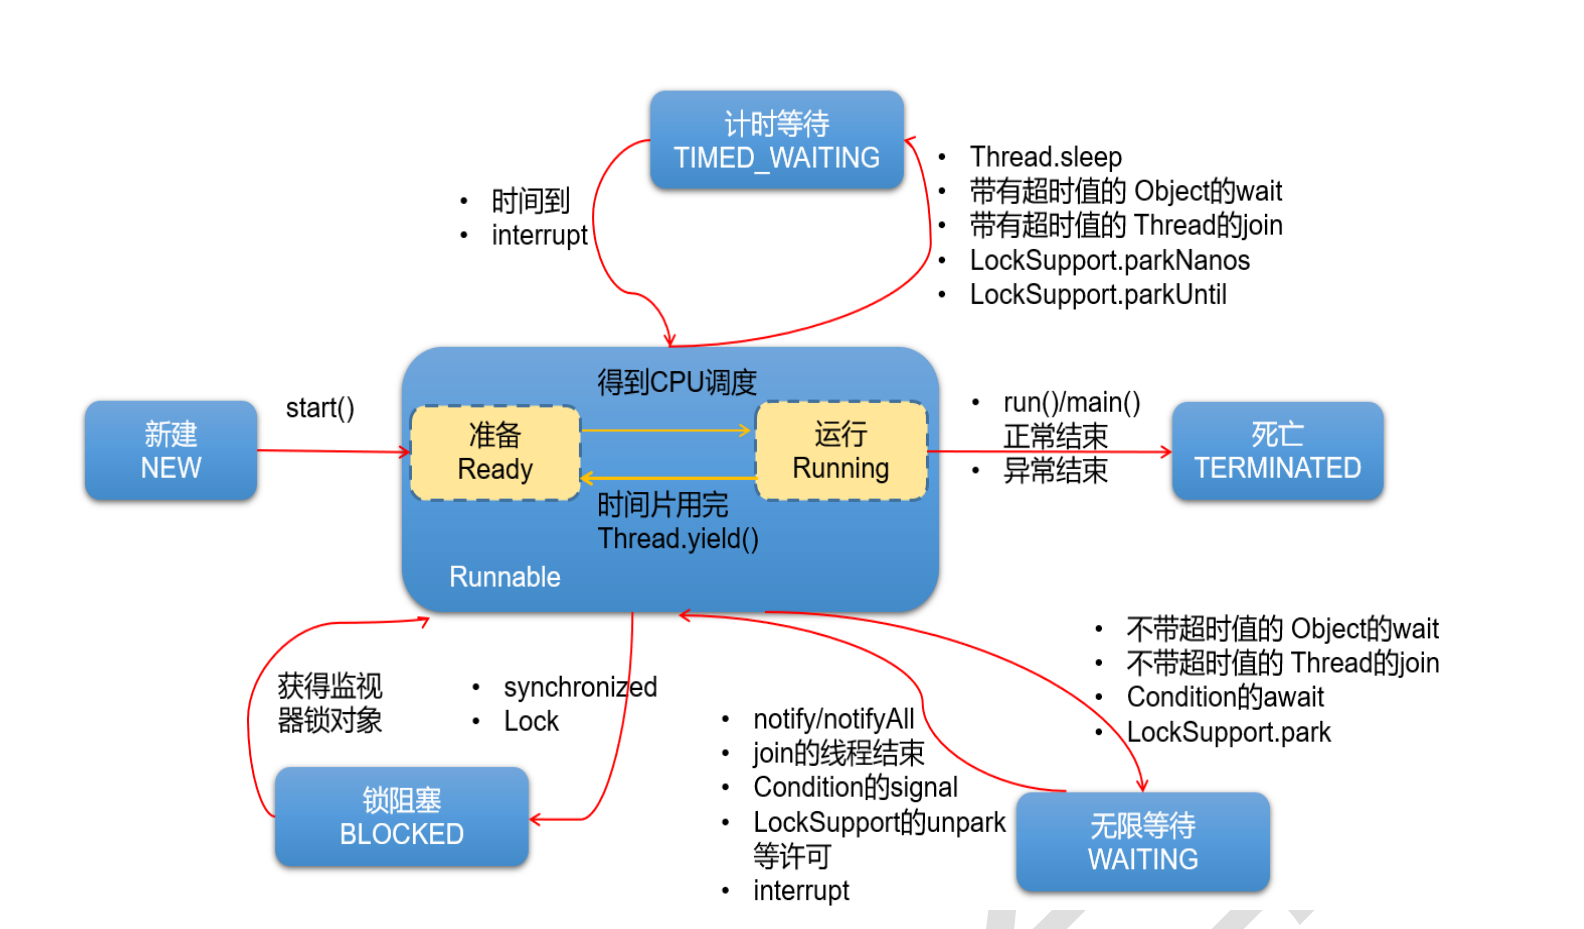 计时等待
TIMED_WAITING
• Thread.sleep
• 带有超时值的 Object的wait
• 带有超时值的 Thread的join
• LockSupport.parkNanos
• LockSupport.parkUntil
• 时间到
• interrupt
新建
NEW
start()
得到CPU调度
准备
Ready
运行
Running
时间片用完
Thread.yield()
Runnable
• run()/main()
正常结束
• 异常结束
死亡
TERMINATED
获得监视
器锁对象
• synchronized
• Lock
锁阻塞
BLOCKED
• notify/notifyAll
• join的线程结束
• Condition的signal
• LockSupport的unpark
等许可
• interrupt
• 不带超时值的 Object的wait
• 不带超时值的 Thread的join
• Condition的await
• LockSupport.park
无限等待
WAITING